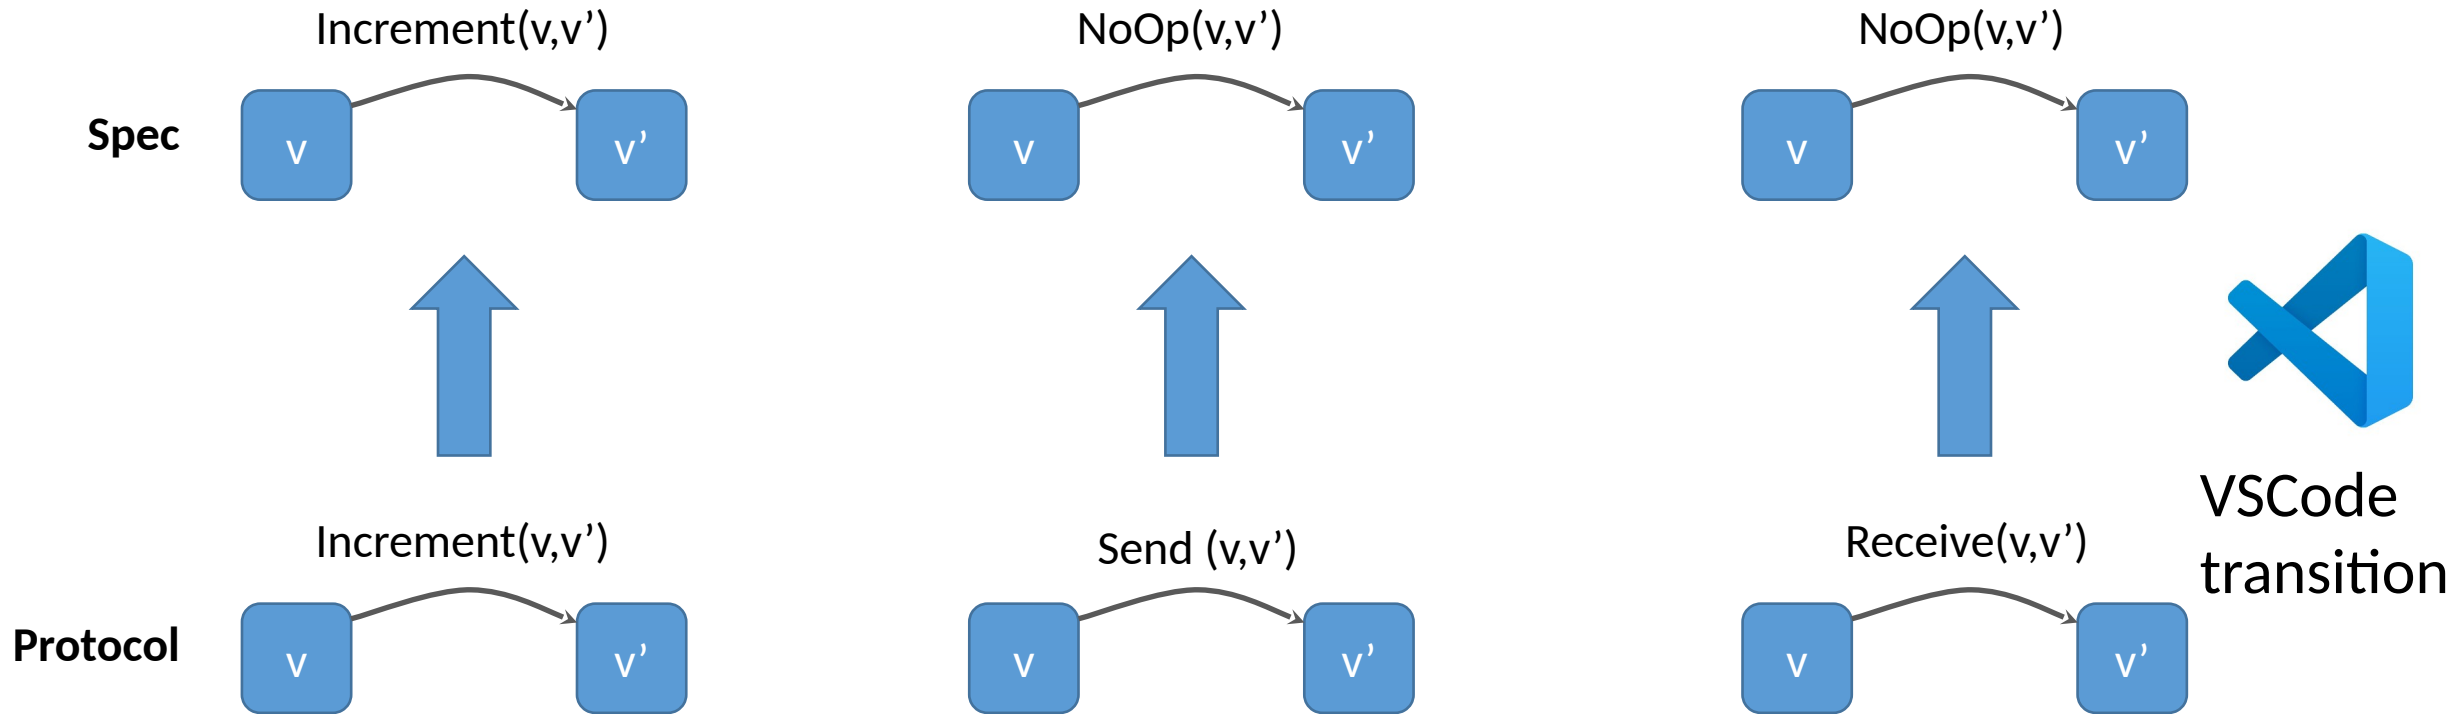 Increment(v,v’)
NoOp(v,v’)
NoOp(v,v’)
Spec
v
v’
v
v’
v
v’
VSCode
transition
Increment(v,v’)
Send (v,v’)
Receive(v,v’)
Protocol
v
v’
v
v’
v
v’